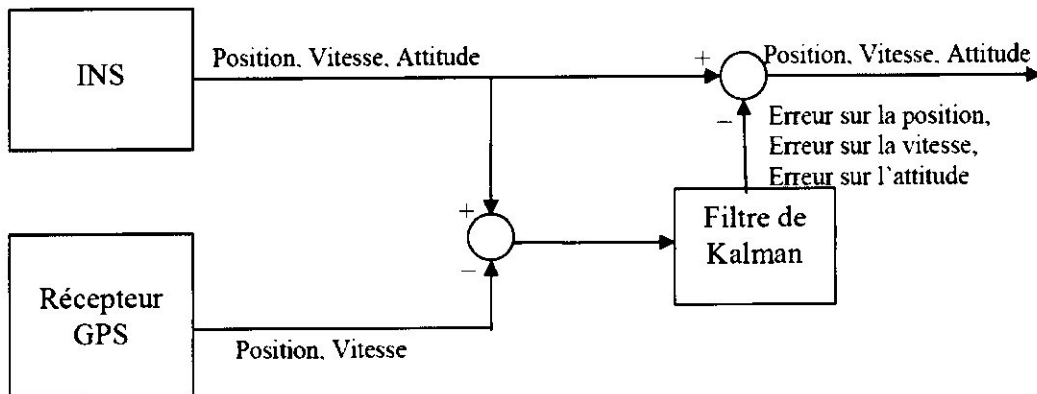 INS
Position, Vitesse, Attitude
+
Position, Vitesse, Attitude
−
Erreur sur la position,
Erreur sur la vitesse,
Erreur sur l'attitude
+
−
Filtre de
Kalman
Récepteur
GPS
Position, Vitesse